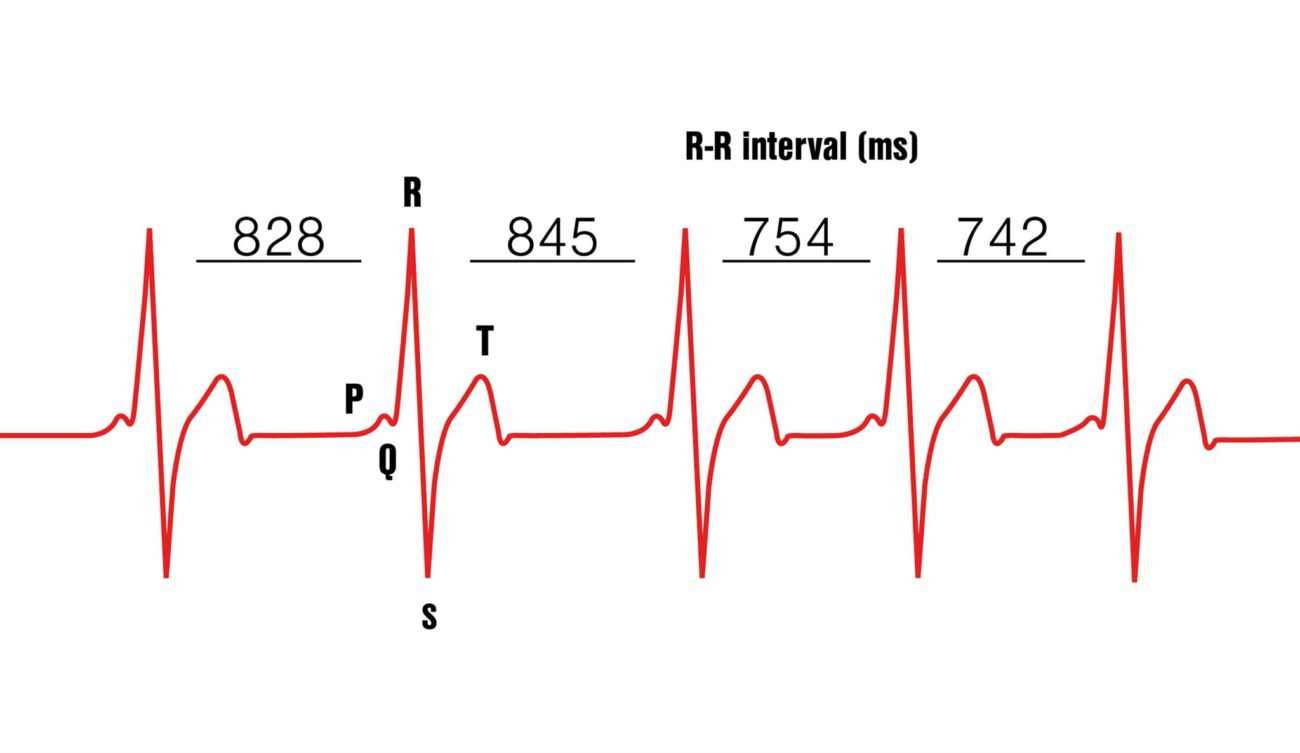 R-R interval (ms)
R
828
845
754
742
T
P
Q
S